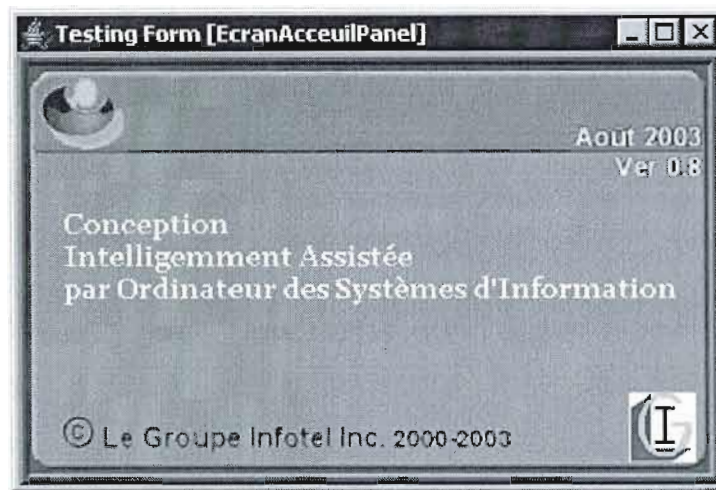 Testing Form [EcranAcceuilPanel]
Aout 2003
Ver 0.8
Conception
Intelligemment Assistée
par Ordinateur des Systèmes d'Information
© Le Groupe Infotel Inc. 2000-2003